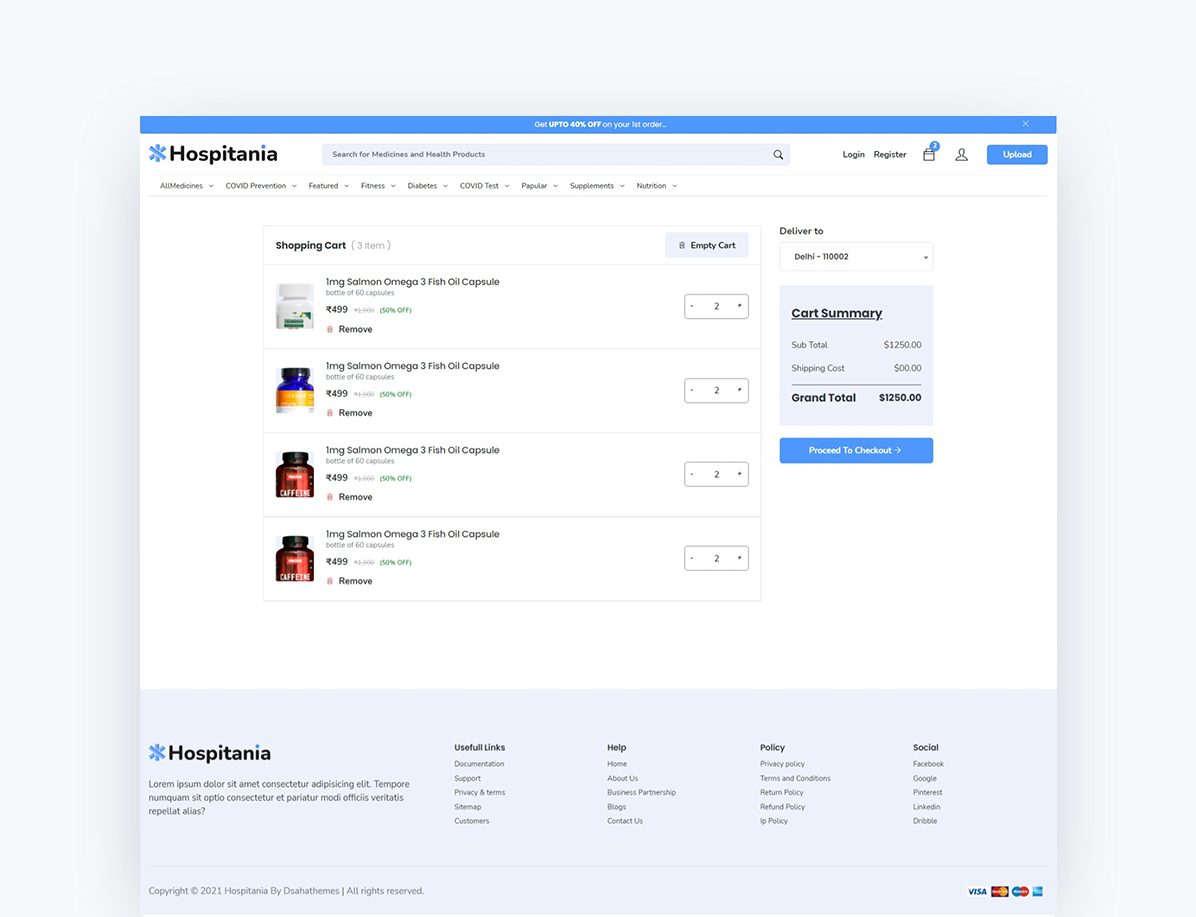 Get UPTO 40% OFF on your 1st order...
Hospitania
Search for Medicines and Health Products
Login Register 2 Upload
AllMedicines COVID Prevention Featured Fitness Diabetes COVID Test Papular Supplements Nutrition
Shopping Cart ( 3 Item )
Empty Cart
1mg Salmon Omega 3 Fish Oil Capsule
bottle of 60 capsules
₹499 ₹1,000 (50% OFF)
Remove
- 2 +
1mg Salmon Omega 3 Fish Oil Capsule
bottle of 60 capsules
₹499 ₹1,000 (50% OFF)
Remove
- 2 +
CAFFEINE
1mg Salmon Omega 3 Fish Oil Capsule
bottle of 60 capsules
₹499 ₹1,000 (50% OFF)
Remove
- 2 +
CAFFEINE
1mg Salmon Omega 3 Fish Oil Capsule
bottle of 60 capsules
₹499 ₹1,000 (50% OFF)
Remove
- 2 +
Deliver to
Delhi - 110002
Cart Summary
Sub Total $1250.00
Shipping Cost $00.00
Grand Total $1250.00
Proceed To Checkout →
Hospitania
Lorem ipsum dolor sit amet consectetur adipisicing elit. Tempore
numquam sit optio consectetur et pariatur modi officiis veritatis
repellat alias?
Usefull Links
Documentation
Support
Privacy & terms
Sitemap
Customers
Help
Home
About Us
Business Partnership
Blogs
Contact Us
Policy
Privacy policy
Terms and Conditions
Return Policy
Refund Policy
Ip Policy
Social
Facebook
Google
Pinterest
Linkedin
Dribble
Copyright © 2021 Hospitania By Dsahathemes | All rights reserved.
VISA